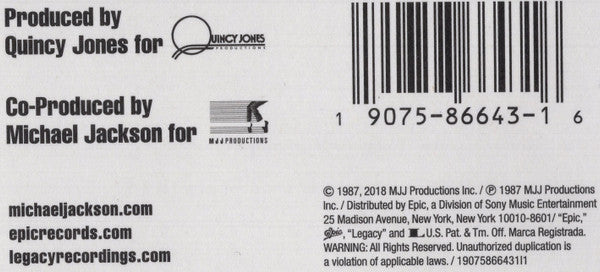 Produced by
Quincy Jones for
QUINCY JONES
PRODUCTIONS
Co-Produced by
Michael Jackson for
MJJ PRODUCTIONS
1 9075-86643-1 6
michaeljackson.com
epicrecords.com
legacyrecordings.com
© 1987, 2018 MJJ Productions Inc. / ℗ 1987 MJJ Productions
Inc. / Distributed by Epic, a Division of Sony Music Entertainment
25 Madison Avenue, New York, New York 10010-8601/ "Epic,"
Epic, "Legacy" and L U.S. Pat. & Tm. Off. Marca Registrada.
WARNING: All Rights Reserved. Unauthorized duplication is
a violation of applicable laws. / 19075866431I1